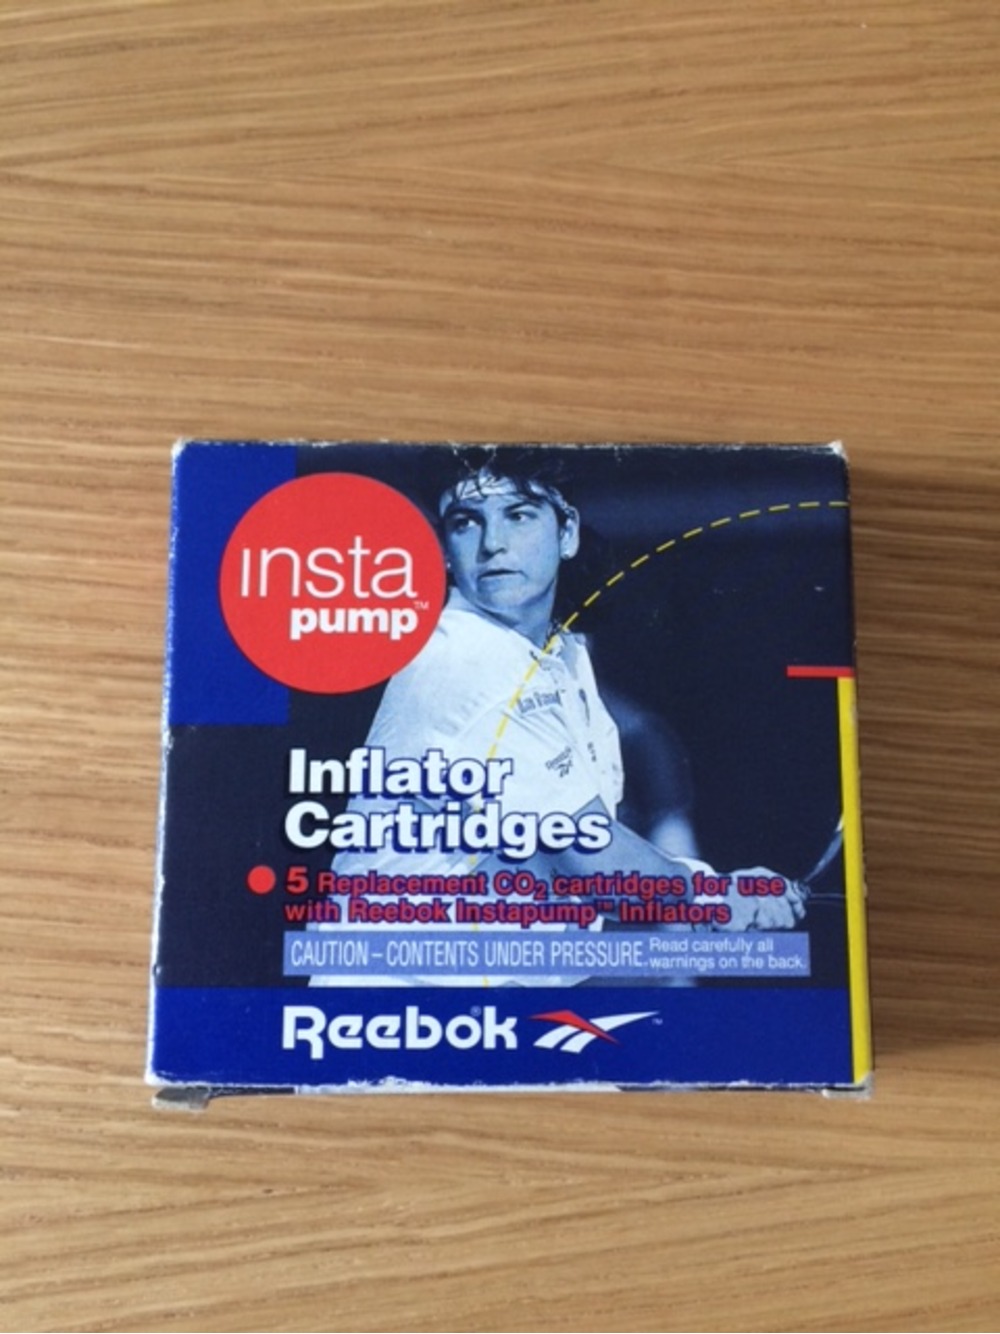 insta
pump™
Inflator
Cartridges
5 Replacement CO₂ cartridges for use
with Reebok Instapump™ Inflators
CAUTION – CONTENTS UNDER PRESSURE. Read carefully all
warnings on the back.
Reebok® ™